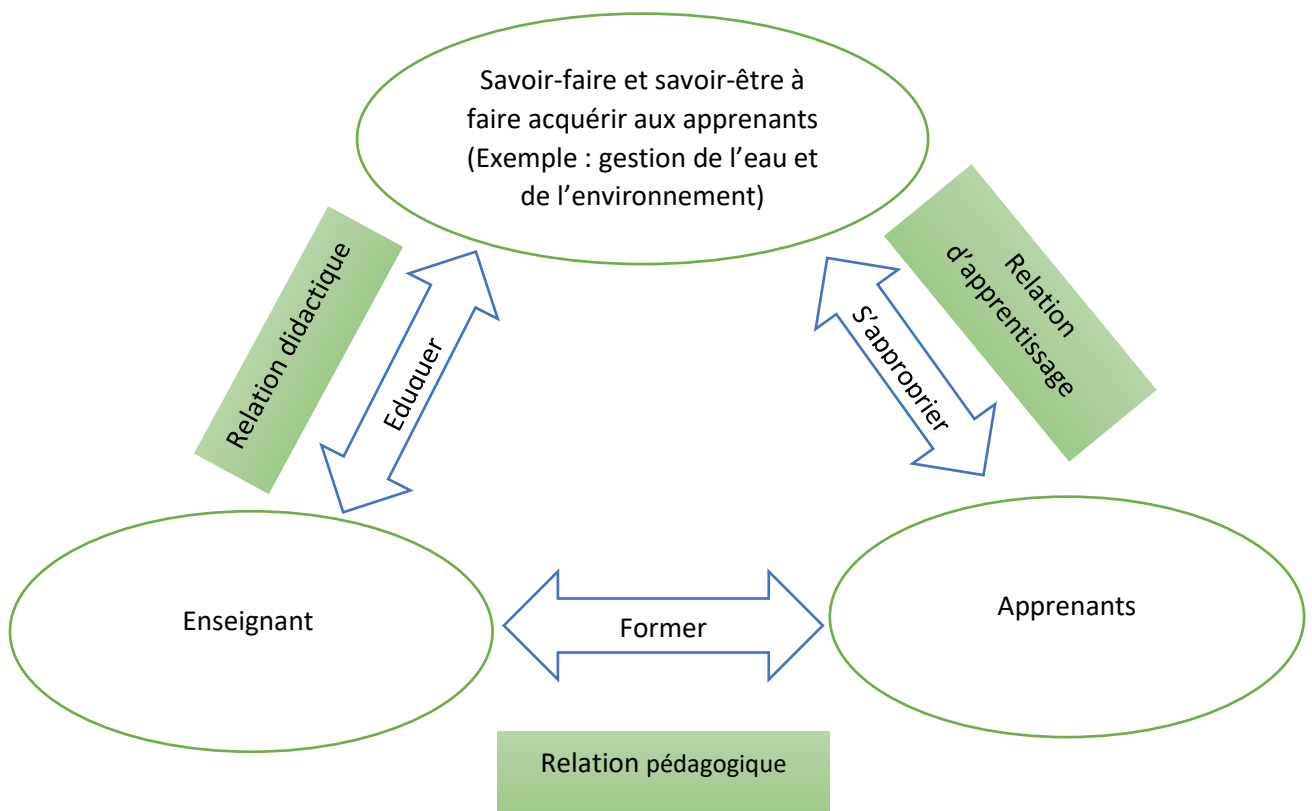 Savoir-faire et savoir-être à
faire acquérir aux apprenants
(Exemple : gestion de l’eau et
de l’environnement)
Relation didactique
Eduquer
S’approprier
Relation
d’apprentissage
Enseignant
Former
Apprenants
Relation pédagogique